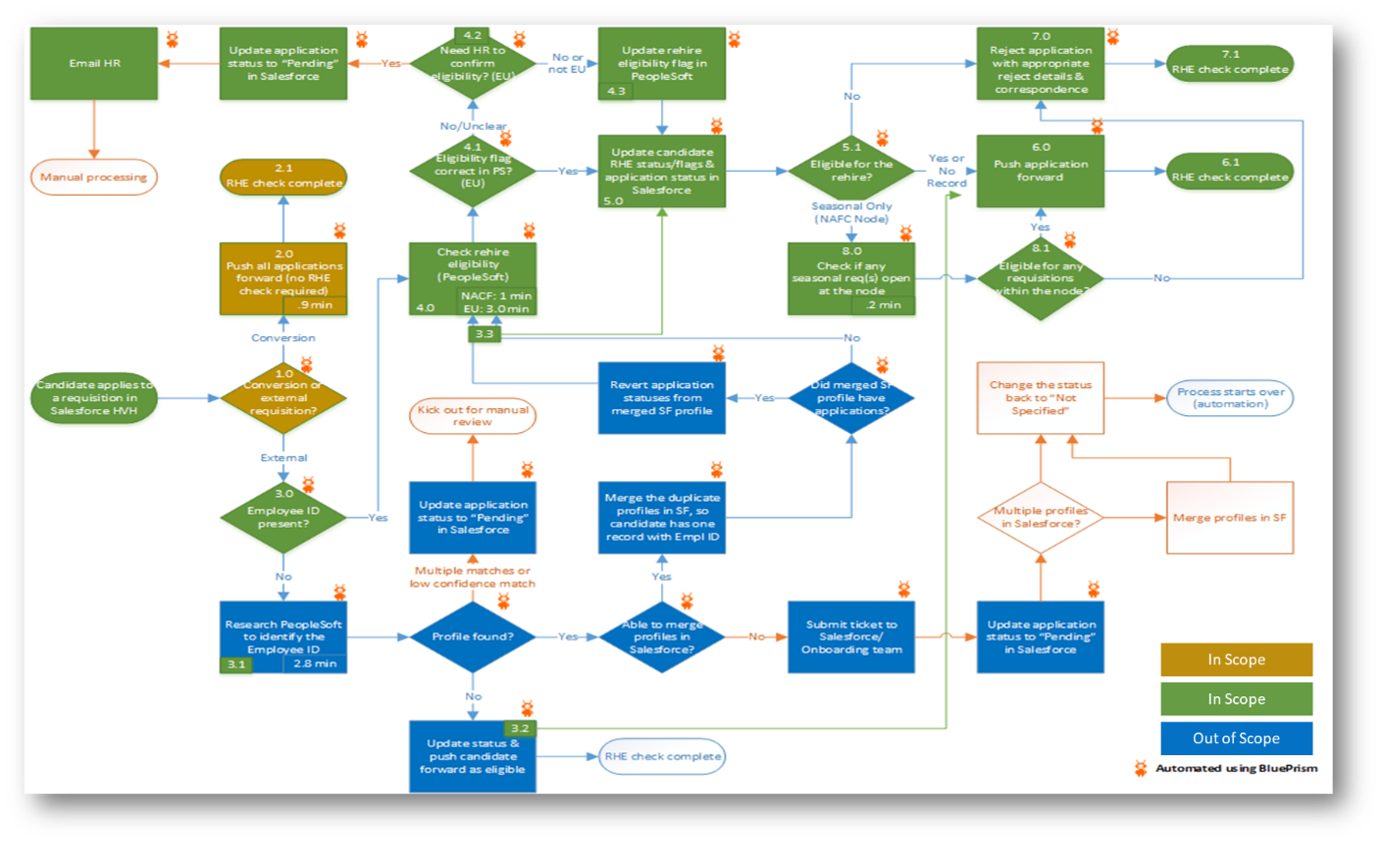 Email HR
Update application
status to “Pending”
in Salesforce
Yes
4.2
Need HR to
confirm
eligibility? (EU)
No or
not EU
Update rehire
eligibility flag in
PeopleSoft
4.3
7.0
Reject application
with appropriate
reject details &
correspondence
7.1
RHE check complete
No
No/Unclear
Manual processing
2.1
RHE check complete
4.1
Eligibility flag
correct in PS?
(EU)
Yes
Update candidate
RHE status/flags &
application status in
Salesforce
5.0
5.1
Eligible for the
rehire?
Yes or
No
Record
6.0
Push application
forward
6.1
RHE check complete
Seasonal Only
(NAFC Node)
Yes
2.0
Push all applications
forward (no RHE
check required)
.9 min
Check rehire
eligibility
(PeopleSoft)
NACF: 1 min
EU: 3.0 min
4.0
8.0
Check if any
seasonal req(s) open
at the node
.2 min
8.1
Eligible for any
requisitions
within the node?
No
Conversion
3.3
No
Candidate applies to
a requisition in
Salesforce HVH
1.0
Conversion or
external
requisition?
Kick out for manual
review
Revert application
statuses from
merged SF profile
Yes
Did merged SF
profile have
applications?
Change the status
back to “Not
Specified”
Process starts over
(automation)
External
3.0
Employee ID
present?
Yes
Update application
status to “Pending”
in Salesforce
Merge the duplicate
profiles in SF, so
candidate has one
record with Empl ID
Multiple profiles
in Salesforce?
Merge profiles in SF
No
Multiple matches or
low confidence match
Yes
Research PeopleSoft
to identify the
Employee ID
3.1
2.8 min
Profile found?
Yes
Able to merge
profiles in
Salesforce?
No
Submit ticket to
Salesforce/
Onboarding team
Update application
status to “Pending”
in Salesforce
In Scope
In Scope
Out of Scope
Automated using BluePrism
No
3.2
Update status &
push candidate
forward as eligible
RHE check complete